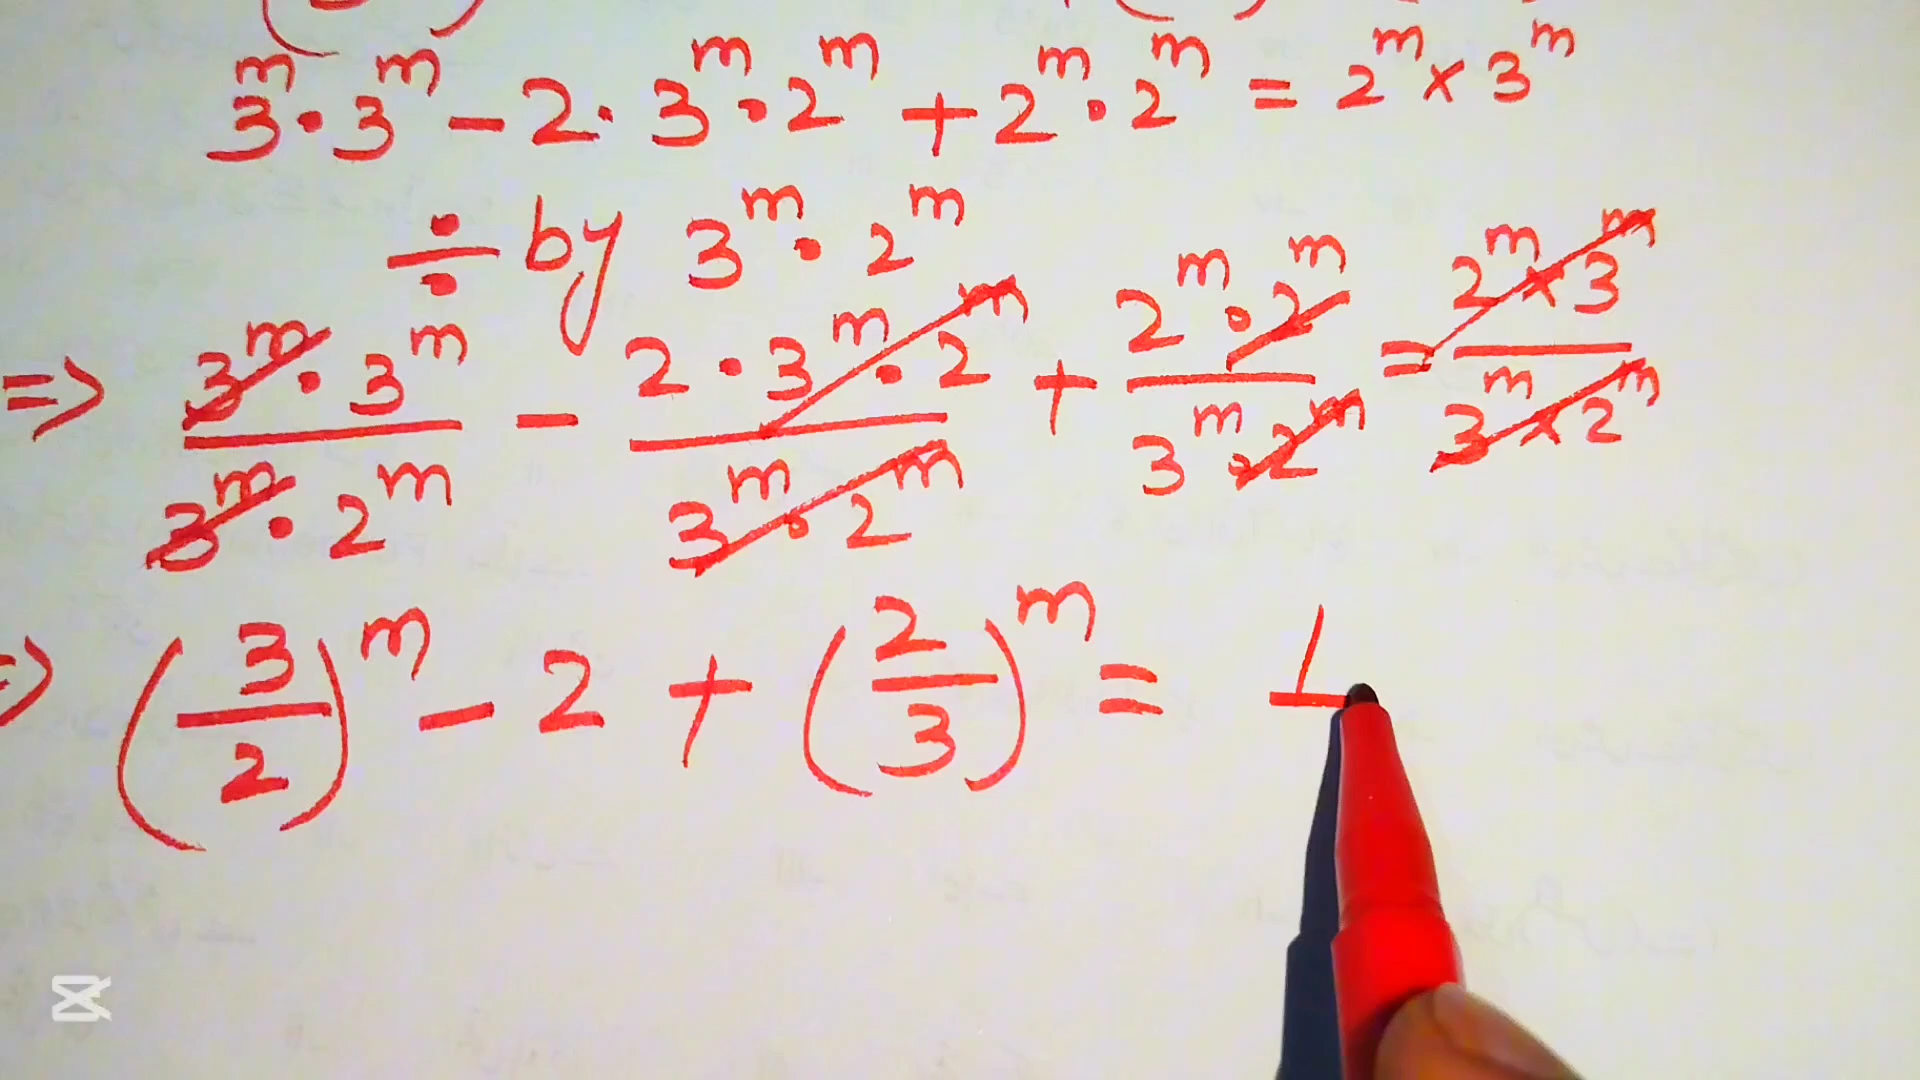 3^m · 3^m - 2 · 3^m · 2^m + 2^m · 2^m = 2^m × 3^m
÷ by 3^m · 2^m
=> (3^m · 3^m)/(3^m · 2^m) - (2 · 3^m · 2^m)/(3^m · 2^m) + (2^m · 2^m)/(3^m · 2^m) = (2^m × 3^m)/(3^m × 2^m)
=> (3/2)^m - 2 + (2/3)^m = 1